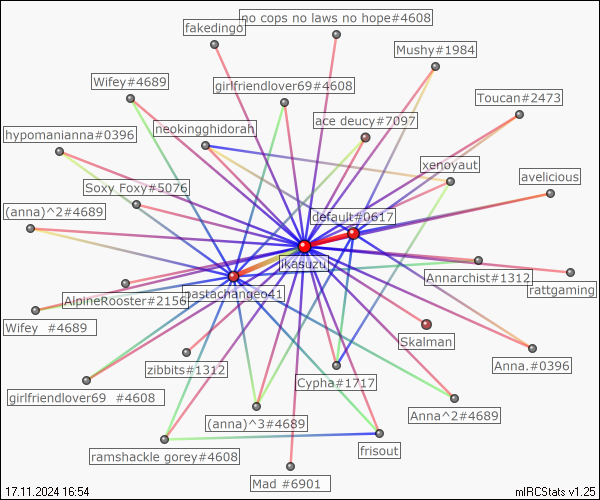 no cops no laws no hope#4608
fakedingo
Mushy#1984
Wifey#4689
girlfriendlover69#4608
Toucan#2473
ace deucy#7097
neokingghidorah
hypomanianna#0396
xenoyaut
avelicious
Soxy Foxy#5076
(anna)^2#4689
default#0617
jkasuzuj
Annarchist#1312
rattgaming
pastachangeo41
AlpineRooster#2156
Wifey #4689
Skalman
Anna.#0396
zibbits#1312
Cypha#1717
girlfriendlover69 #4608
Anna^2#4689
(anna)^3#4689
frisout
ramshackle gorey#4608
Mad #6901
17.11.2024 16:54
mIRCStats v1.25